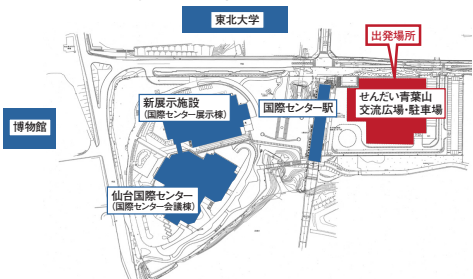 東北大学
出発場所
せんだい青葉山
交流広場・駐車場
新展示施設
(国際センター展示棟)
国際センター駅
博物館
仙台国際センター
(国際センター会議棟)